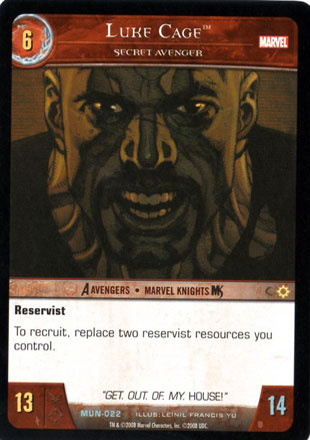 6
LUKE CAGE™
MARVEL
SECRET AVENGER
A AVENGERS • MARVEL KNIGHTS MK
C
Reservist
To recruit, replace two reservist resources you
control.
"GET. OUT. OF. MY. HOUSE!"
13
MUN-022 ILLUS: LEINIL FRANCIS YU
14
TM & ©2008 Marvel Characters, Inc. ©2008 UDC.